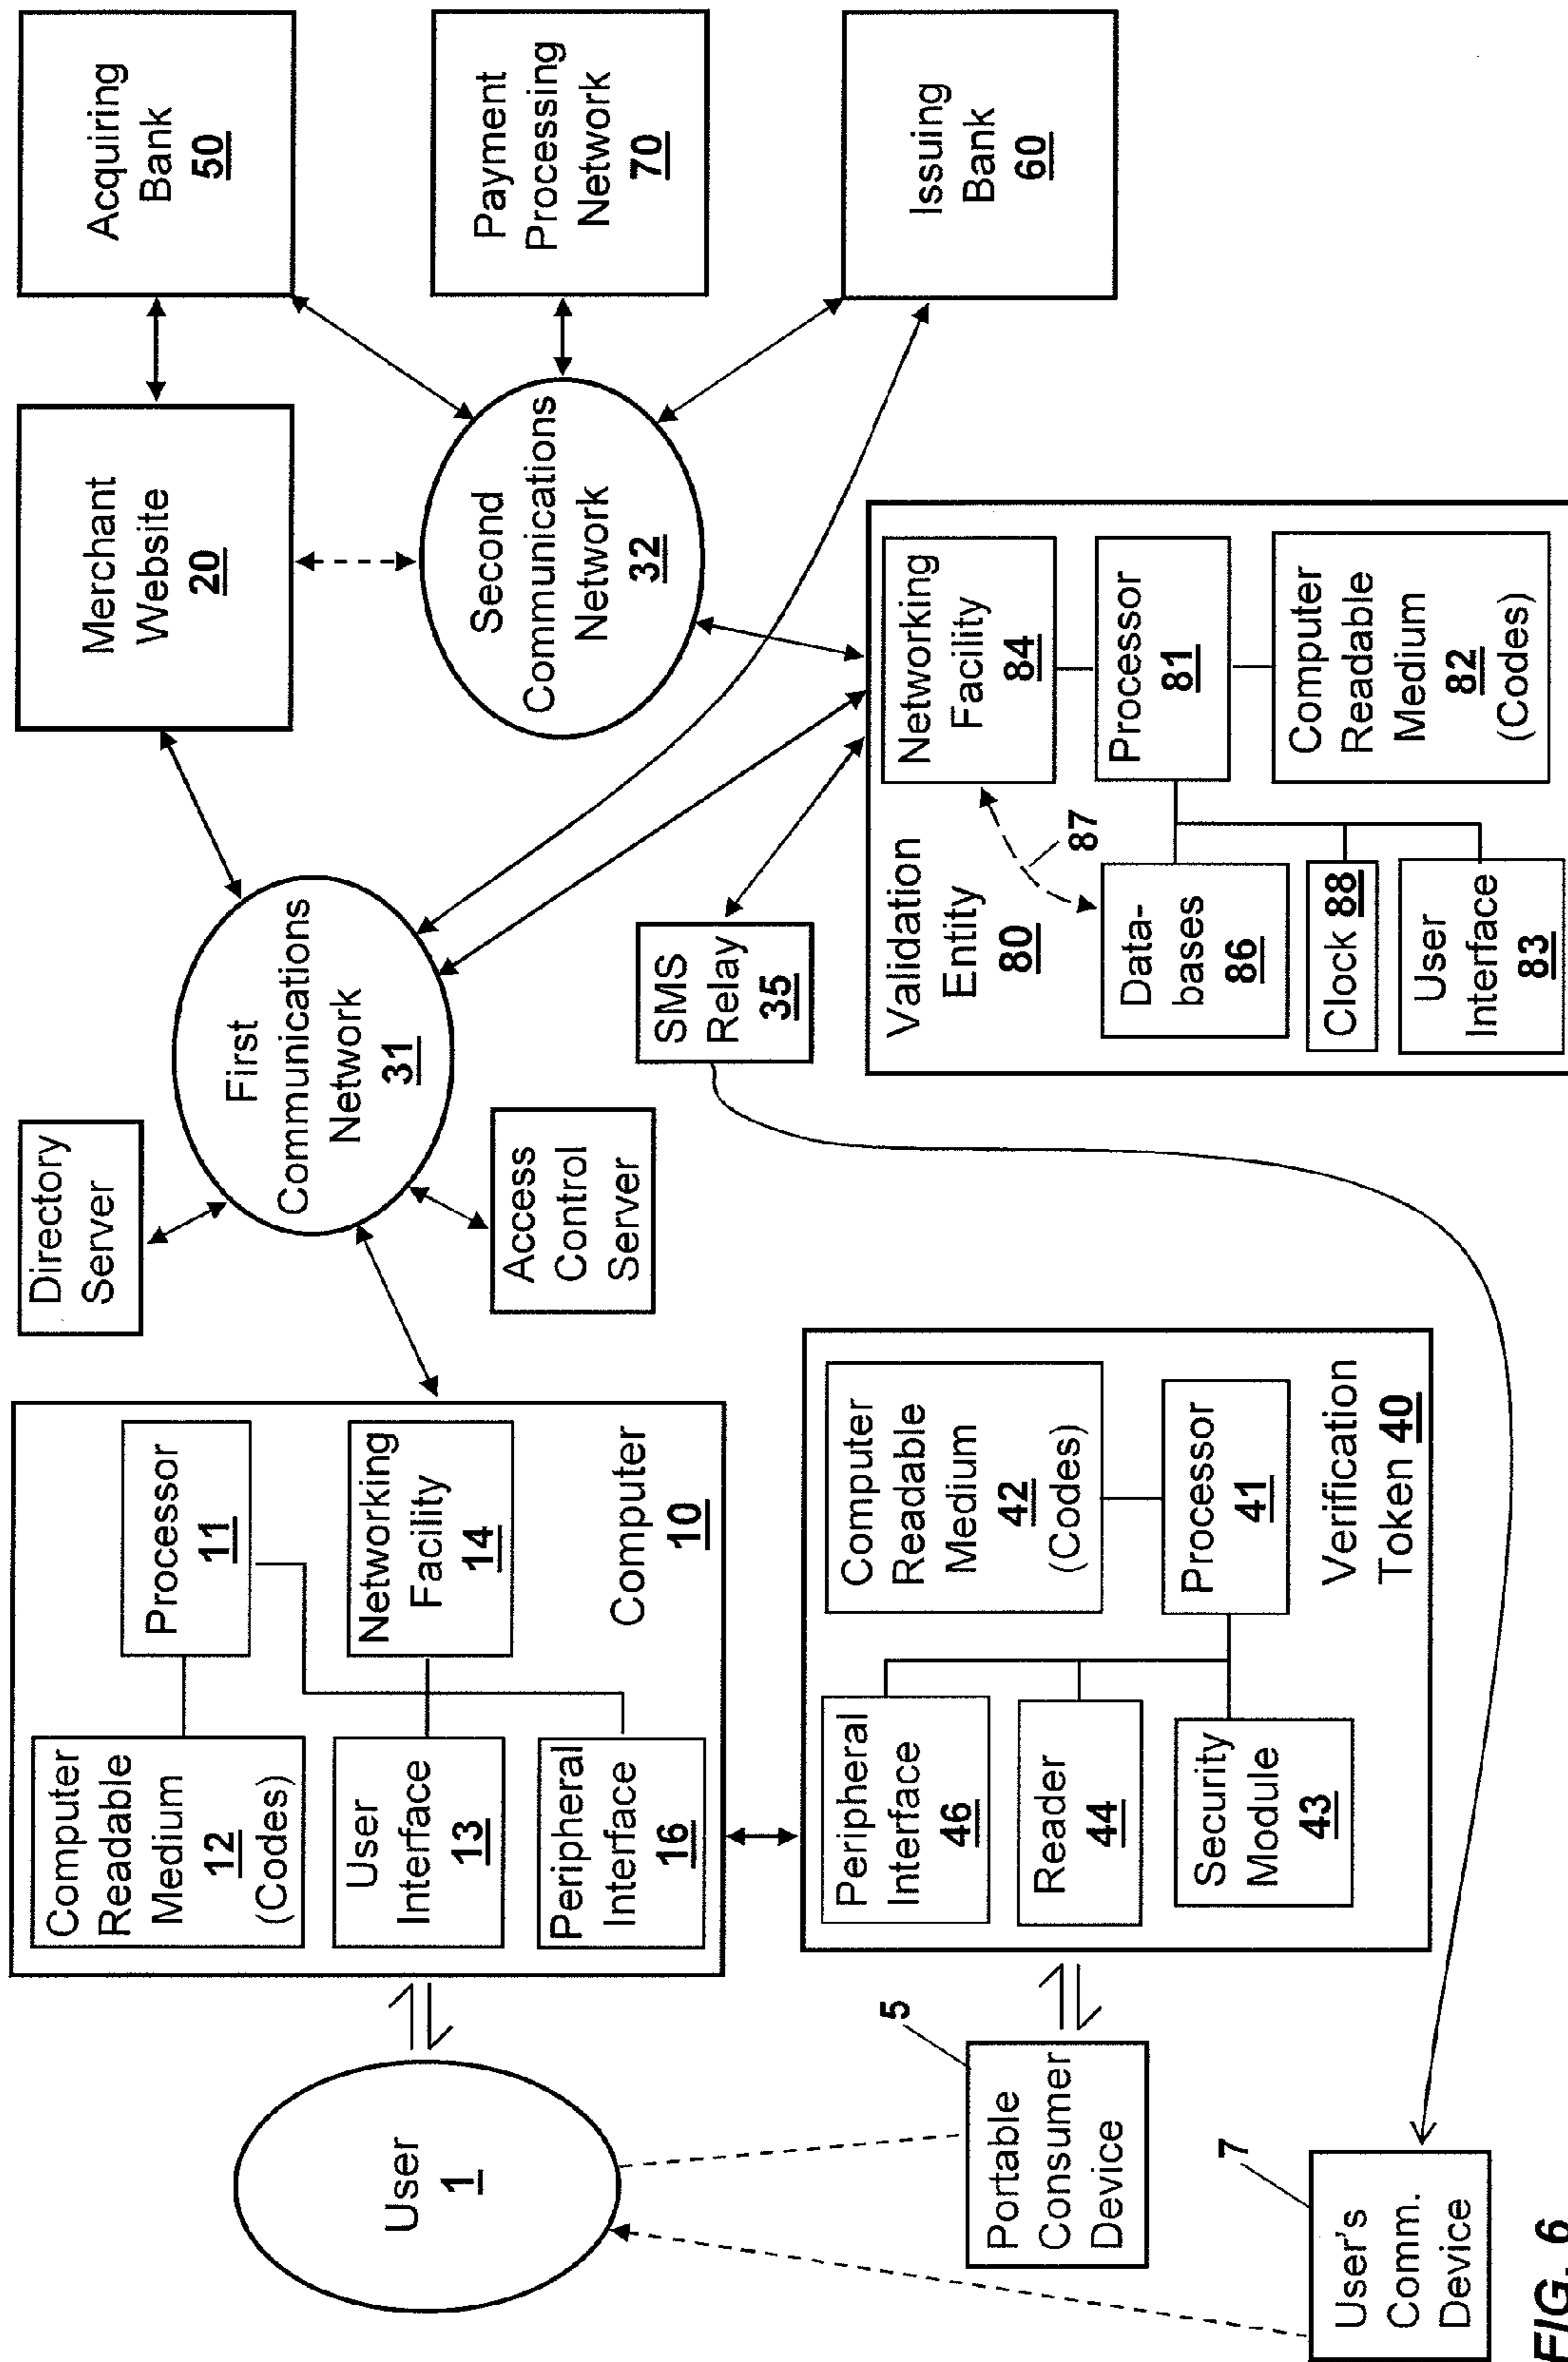 User
1
Computer
Readable
Medium
12
(Codes)
Processor
11
User
Interface
13
Networking
Facility
14
Peripheral
Interface
16
Computer
10
Directory
Server
First
Communications
Network
31
Access
Control
Server
Merchant
Website
20
Acquiring
Bank
50
Second
Communications
Network
32
Payment
Processing
Network
70
Issuing
Bank
60
5
Portable
Consumer
Device
Peripheral
Interface
46
Reader
44
Security
Module
43
Computer
Readable
Medium
42
(Codes)
Processor
41
Verification
Token 40
SMS
Relay
35
Validation
Entity
80
Networking
Facility
84
87
Data-
bases
86
Processor
81
Clock 88
User
Interface
83
Computer
Readable
Medium
82
(Codes)
7
User's
Comm.
Device
FIG. 6